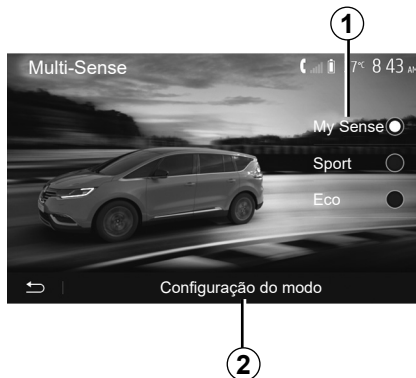 1
Multi-Sense 7°C 8 43 AM
My Sense
Sport
Eco
Configuração do modo
2